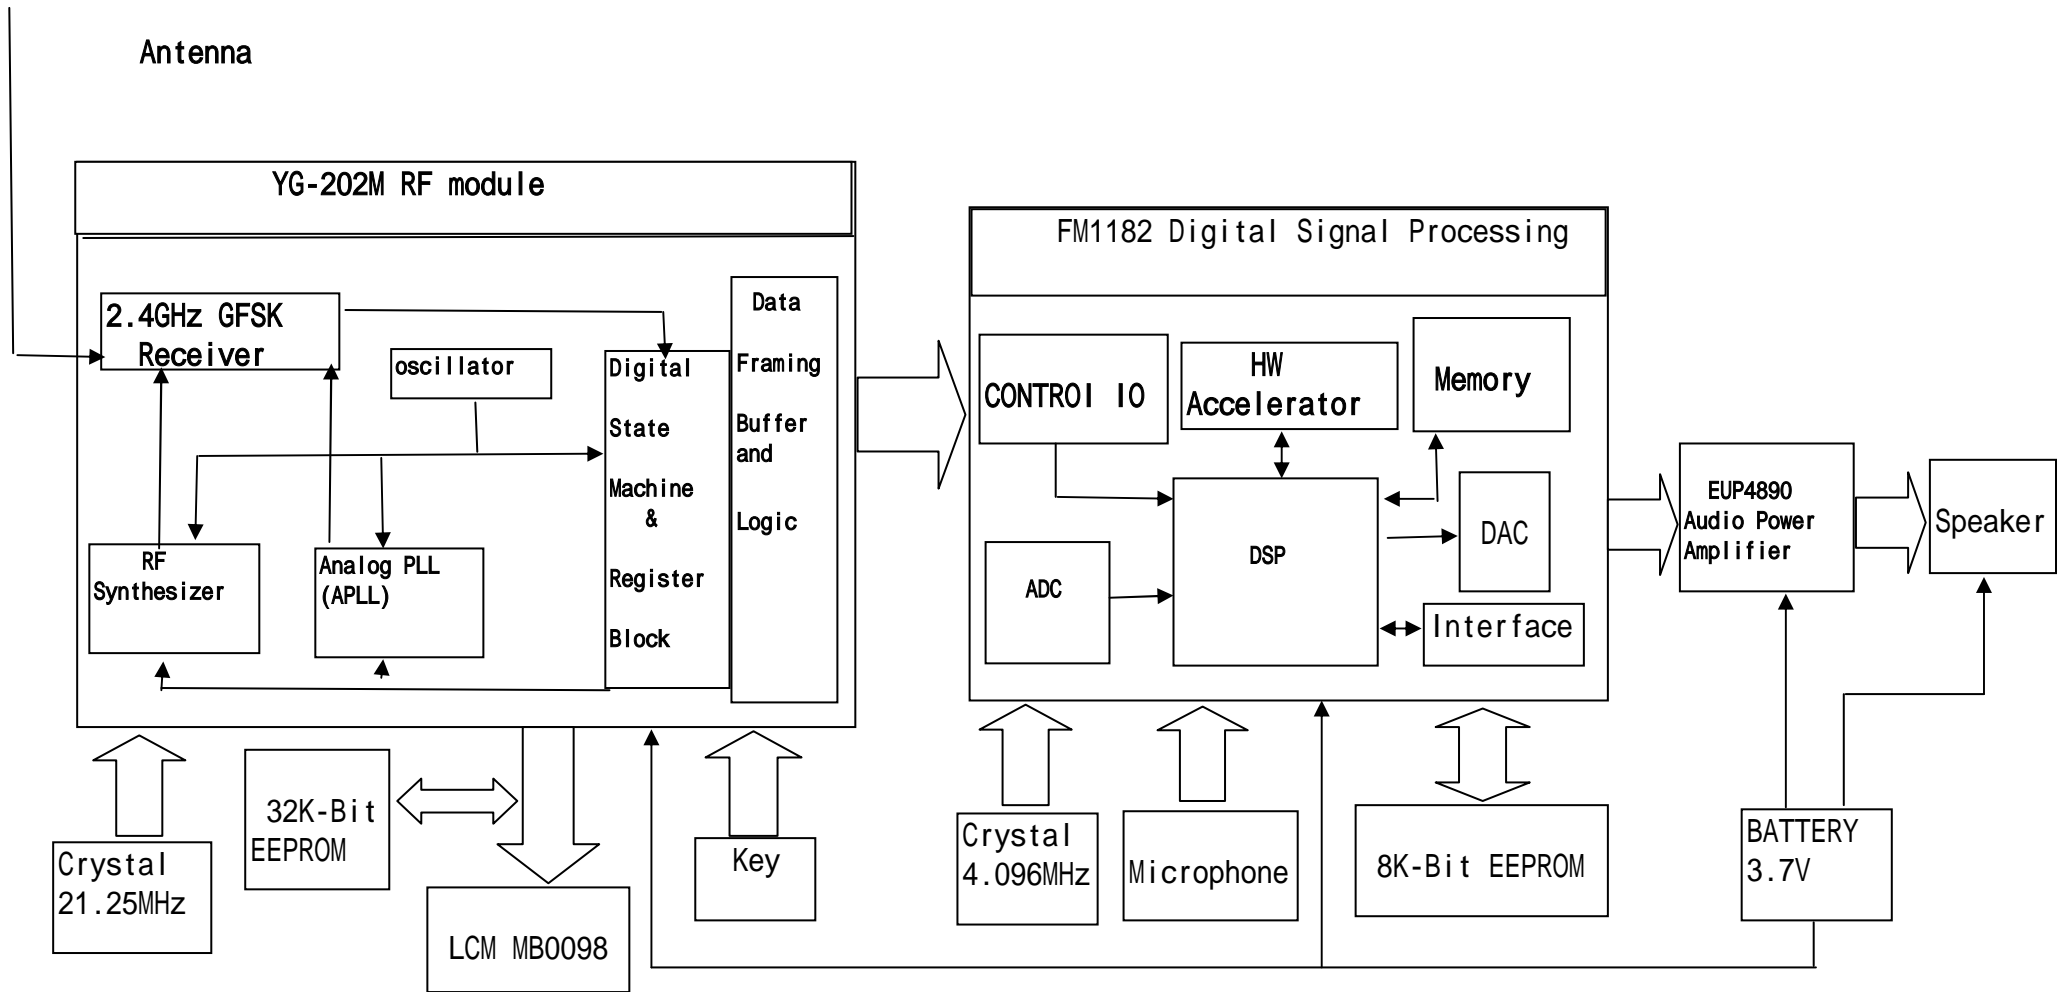 Antenna
YG-202M RF module
2.4GHz GFSK
Receiver
oscillator
RF
Synthesizer
Analog PLL
(APLL)
Digital
State
Machine
&
Register
Block
Data
Framing
Buffer
and
Logic
FM1182 Digital Signal Processing
CONTROl IO
HW
Accelerator
Memory
ADC
DSP
DAC
Interface
EUP4890
Audio Power
Amplifier
Speaker
Crystal
21.25MHz
32K-Bit
EEPROM
LCM MB0098
Key
Crystal
4.096MHz
Microphone
8K-Bit EEPROM
BATTERY
3.7V